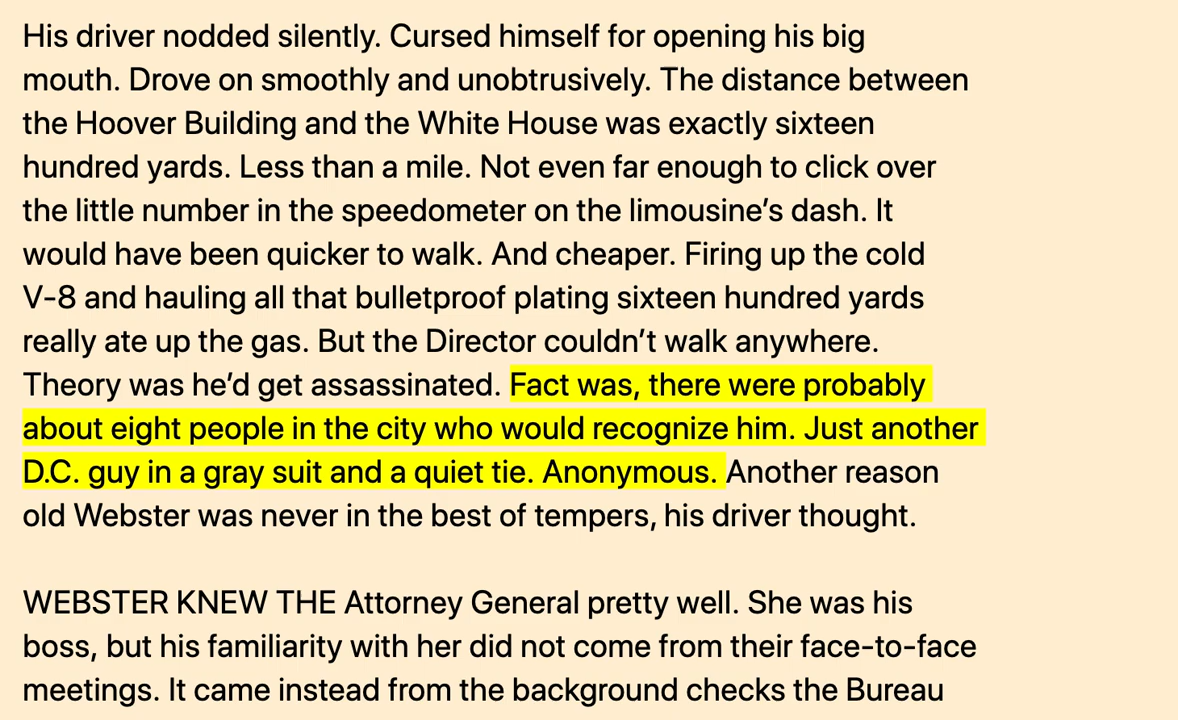 His driver nodded silently. Cursed himself for opening his big
mouth. Drove on smoothly and unobtrusively. The distance between
the Hoover Building and the White House was exactly sixteen
hundred yards. Less than a mile. Not even far enough to click over
the little number in the speedometer on the limousine’s dash. It
would have been quicker to walk. And cheaper. Firing up the cold
V-8 and hauling all that bulletproof plating sixteen hundred yards
really ate up the gas. But the Director couldn’t walk anywhere.
Theory was he’d get assassinated. Fact was, there were probably
about eight people in the city who would recognize him. Just another
D.C. guy in a gray suit and a quiet tie. Anonymous. Another reason
old Webster was never in the best of tempers, his driver thought.
WEBSTER KNEW THE Attorney General pretty well. She was his
boss, but his familiarity with her did not come from their face-to-face
meetings. It came instead from the background checks the Bureau